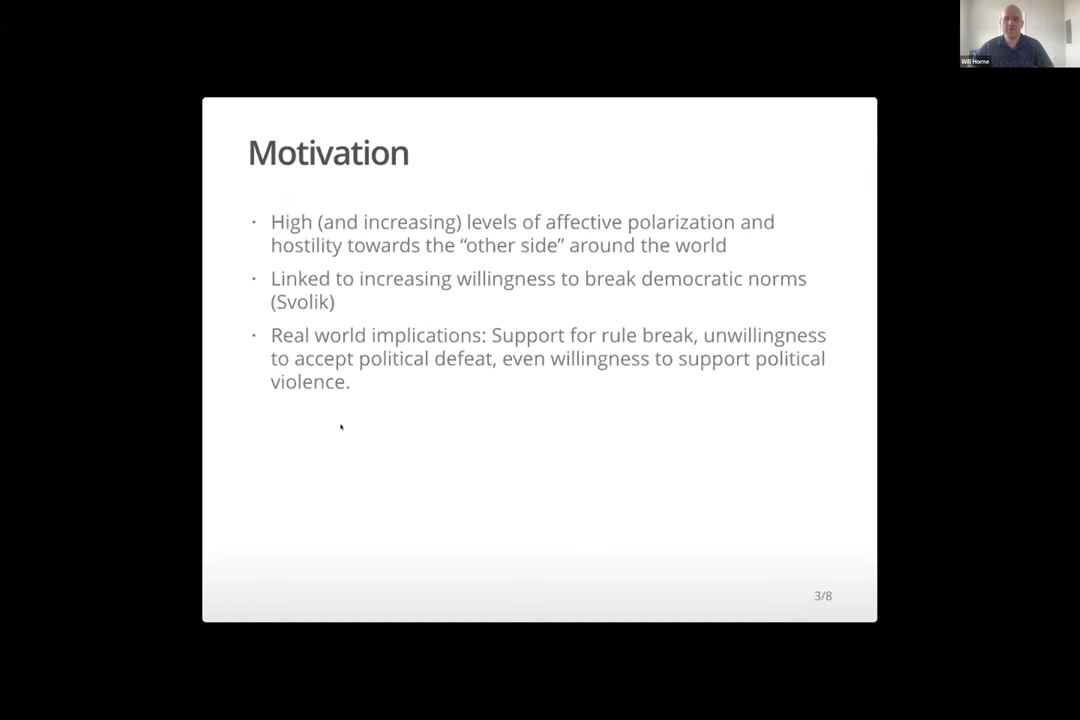 Will Horne
Motivation
· High (and increasing) levels of affective polarization and
hostility towards the “other side” around the world
· Linked to increasing willingness to break democratic norms
(Svolik)
· Real world implications: Support for rule break, unwillingness
to accept political defeat, even willingness to support political
violence.
3/8